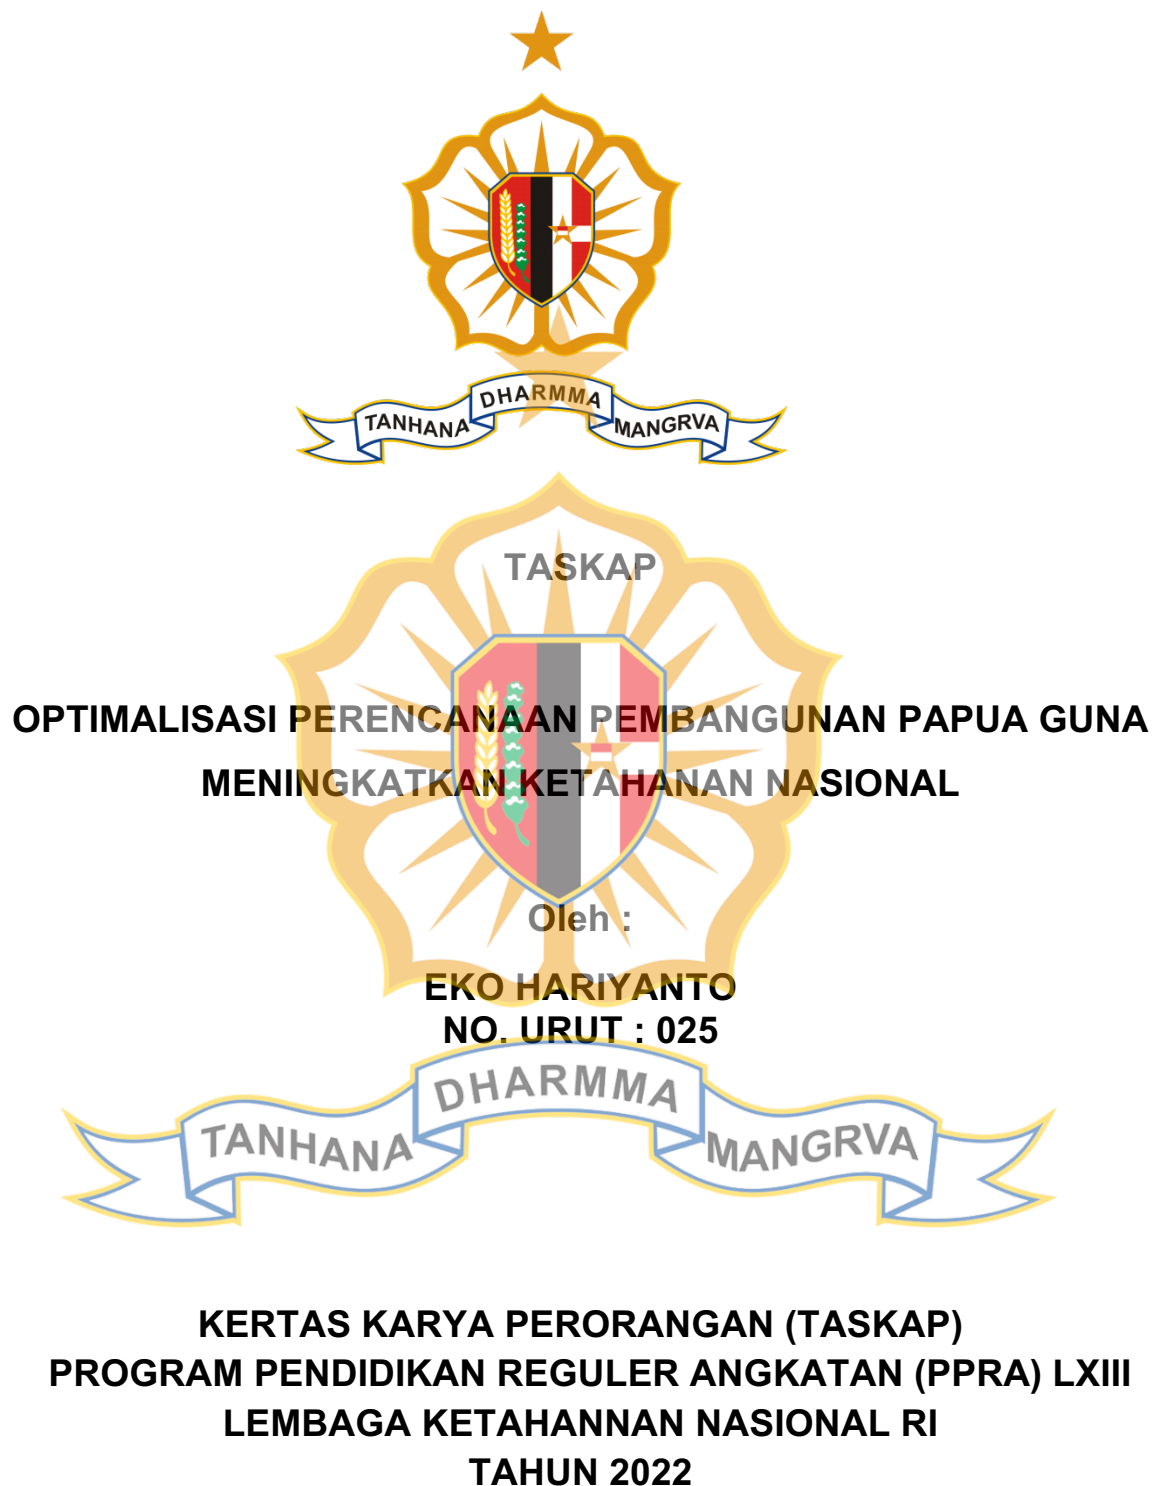 TANHANA DHARMMA MANGRVA
TASKAP
OPTIMALISASI PERENCANAAN PEMBANGUNAN PAPUA GUNA
MENINGKATKAN KETAHANAN NASIONAL
Oleh :
EKO HARIYANTO
NO. URUT : 025
TANHANA DHARMMA MANGRVA
KERTAS KARYA PERORANGAN (TASKAP)
PROGRAM PENDIDIKAN REGULER ANGKATAN (PPRA) LXIII
LEMBAGA KETAHANNAN NASIONAL RI
TAHUN 2022